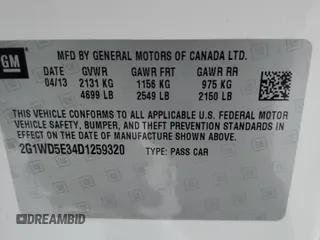 GM
MFD BY GENERAL MOTORS OF CANADA LTD.
DATE GVWR GAWR FRT GAWR RR
04/13 2131 KG 1156 KG 975 KG
4699 LB 2549 LB 2150 LB
THIS VEHICLE CONFORMS TO ALL APPLICABLE U.S. FEDERAL MOTOR
VEHICLE SAFETY, BUMPER, AND THEFT PREVENTION STANDARDS
IN EFFECT ON THE DATE OF MANUFACTURE SHOWN ABOVE.
2G1WD5E34D1259320 TYPE: PASS CAR
DREAMBID